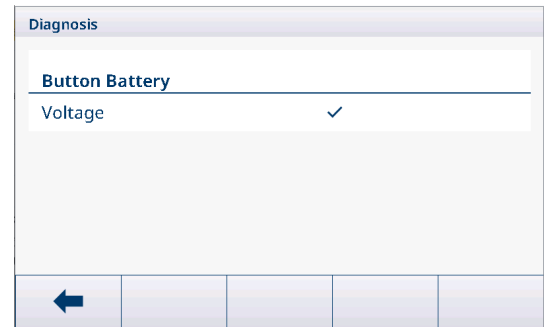 Diagnosis
Button Battery
Voltage ✓